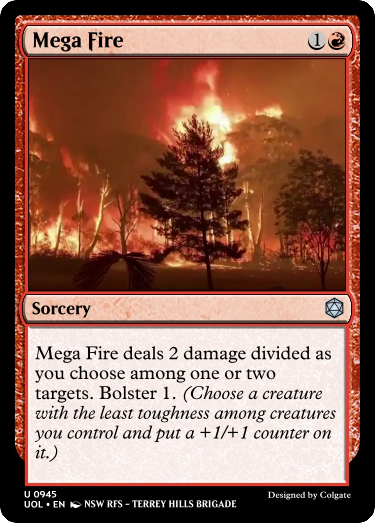 Mega Fire 1
Sorcery
Mega Fire deals 2 damage divided as
you choose among one or two
targets. Bolster 1. (Choose a creature
with the least toughness among creatures
you control and put a +1/+1 counter on
it.)
U 0945
UOL • EN NSW RFS - TERREY HILLS BRIGADE
Designed by Colgate